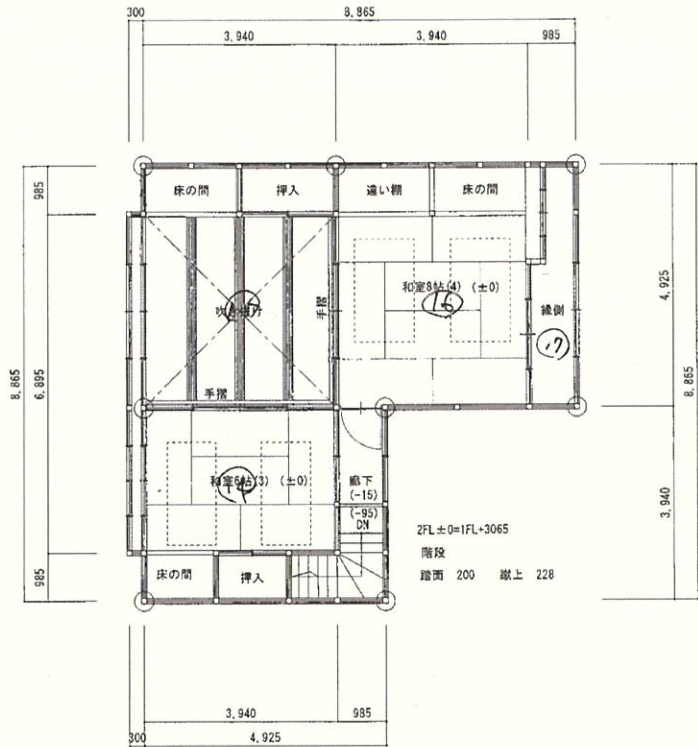 300
8,865
3,940
3,940
985
985
床の間
押入
違い棚
床の間
8,865
6,895
吹き抜け
手摺
和室8帖(4) (±0)
15
縁側
17
4,925
8,865
手摺
和室6帖(3) (±0)
14
廊下
(-15)
(-95)
DN
2FL±0=1FL+3065
階段
踏面 200 蹴上 228
3,940
985
床の間
押入
3,940
985
300
4,925